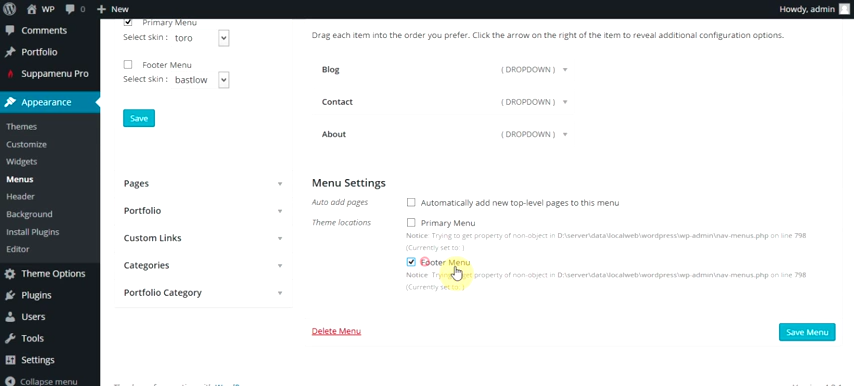 WP 0 New Howdy, admin
Comments
Portfolio
Suppamenu Pro
Appearance
Themes
Customize
Widgets
Menus
Header
Background
Install Plugins
Editor
Theme Options
Plugins
Users
Tools
Settings
Collapse menu
Primary Menu
Select skin : toro
Footer Menu
Select skin : bastlow
Save
Pages
Portfolio
Custom Links
Categories
Portfolio Category
Drag each item into the order you prefer. Click the arrow on the right of the item to reveal additional configuration options.
Blog ( DROPDOWN )
Contact ( DROPDOWN )
About ( DROPDOWN )
Menu Settings
Auto add pages Automatically add new top-level pages to this menu
Theme locations Primary Menu
Notice: Trying to get property of non-object in D:\server\data\localweb\wordpress\wp-admin\nav-menus.php on line 798
(Currently set to: )
Footer Menu
Notice: Trying to get property of non-object in D:\server\data\localweb\wordpress\wp-admin\nav-menus.php on line 798
(Currently set to: )
Delete Menu Save Menu